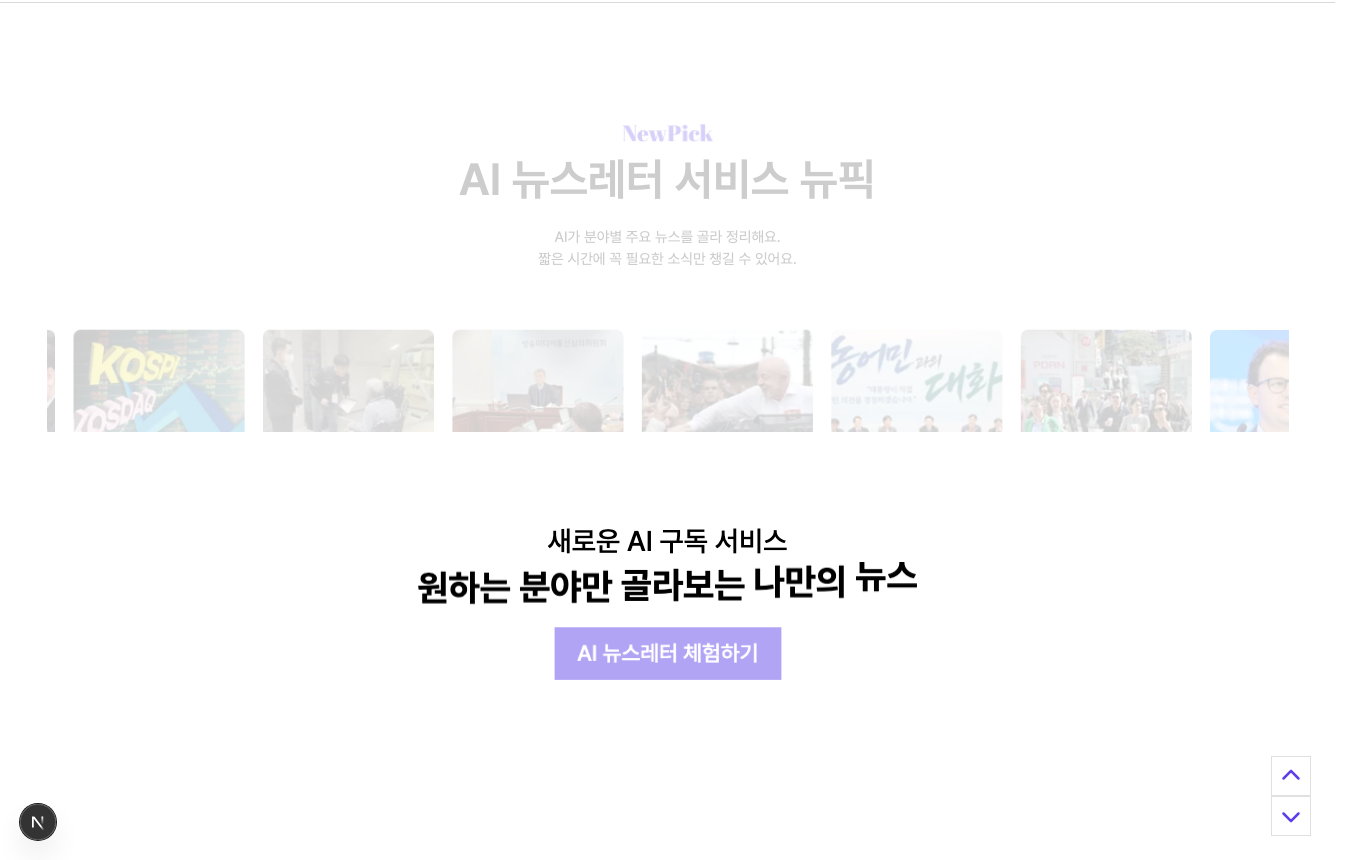 NewPick
AI 뉴스레터 서비스 뉴픽
AI가 분야별 주요 뉴스를 골라 정리해요.
짧은 시간에 꼭 필요한 소식만 챙길 수 있어요.
KOSPI
KOSDAQ
동어민과의
대화
새로운 AI 구독 서비스
원하는 분야만 골라보는 나만의 뉴스
AI 뉴스레터 체험하기
N